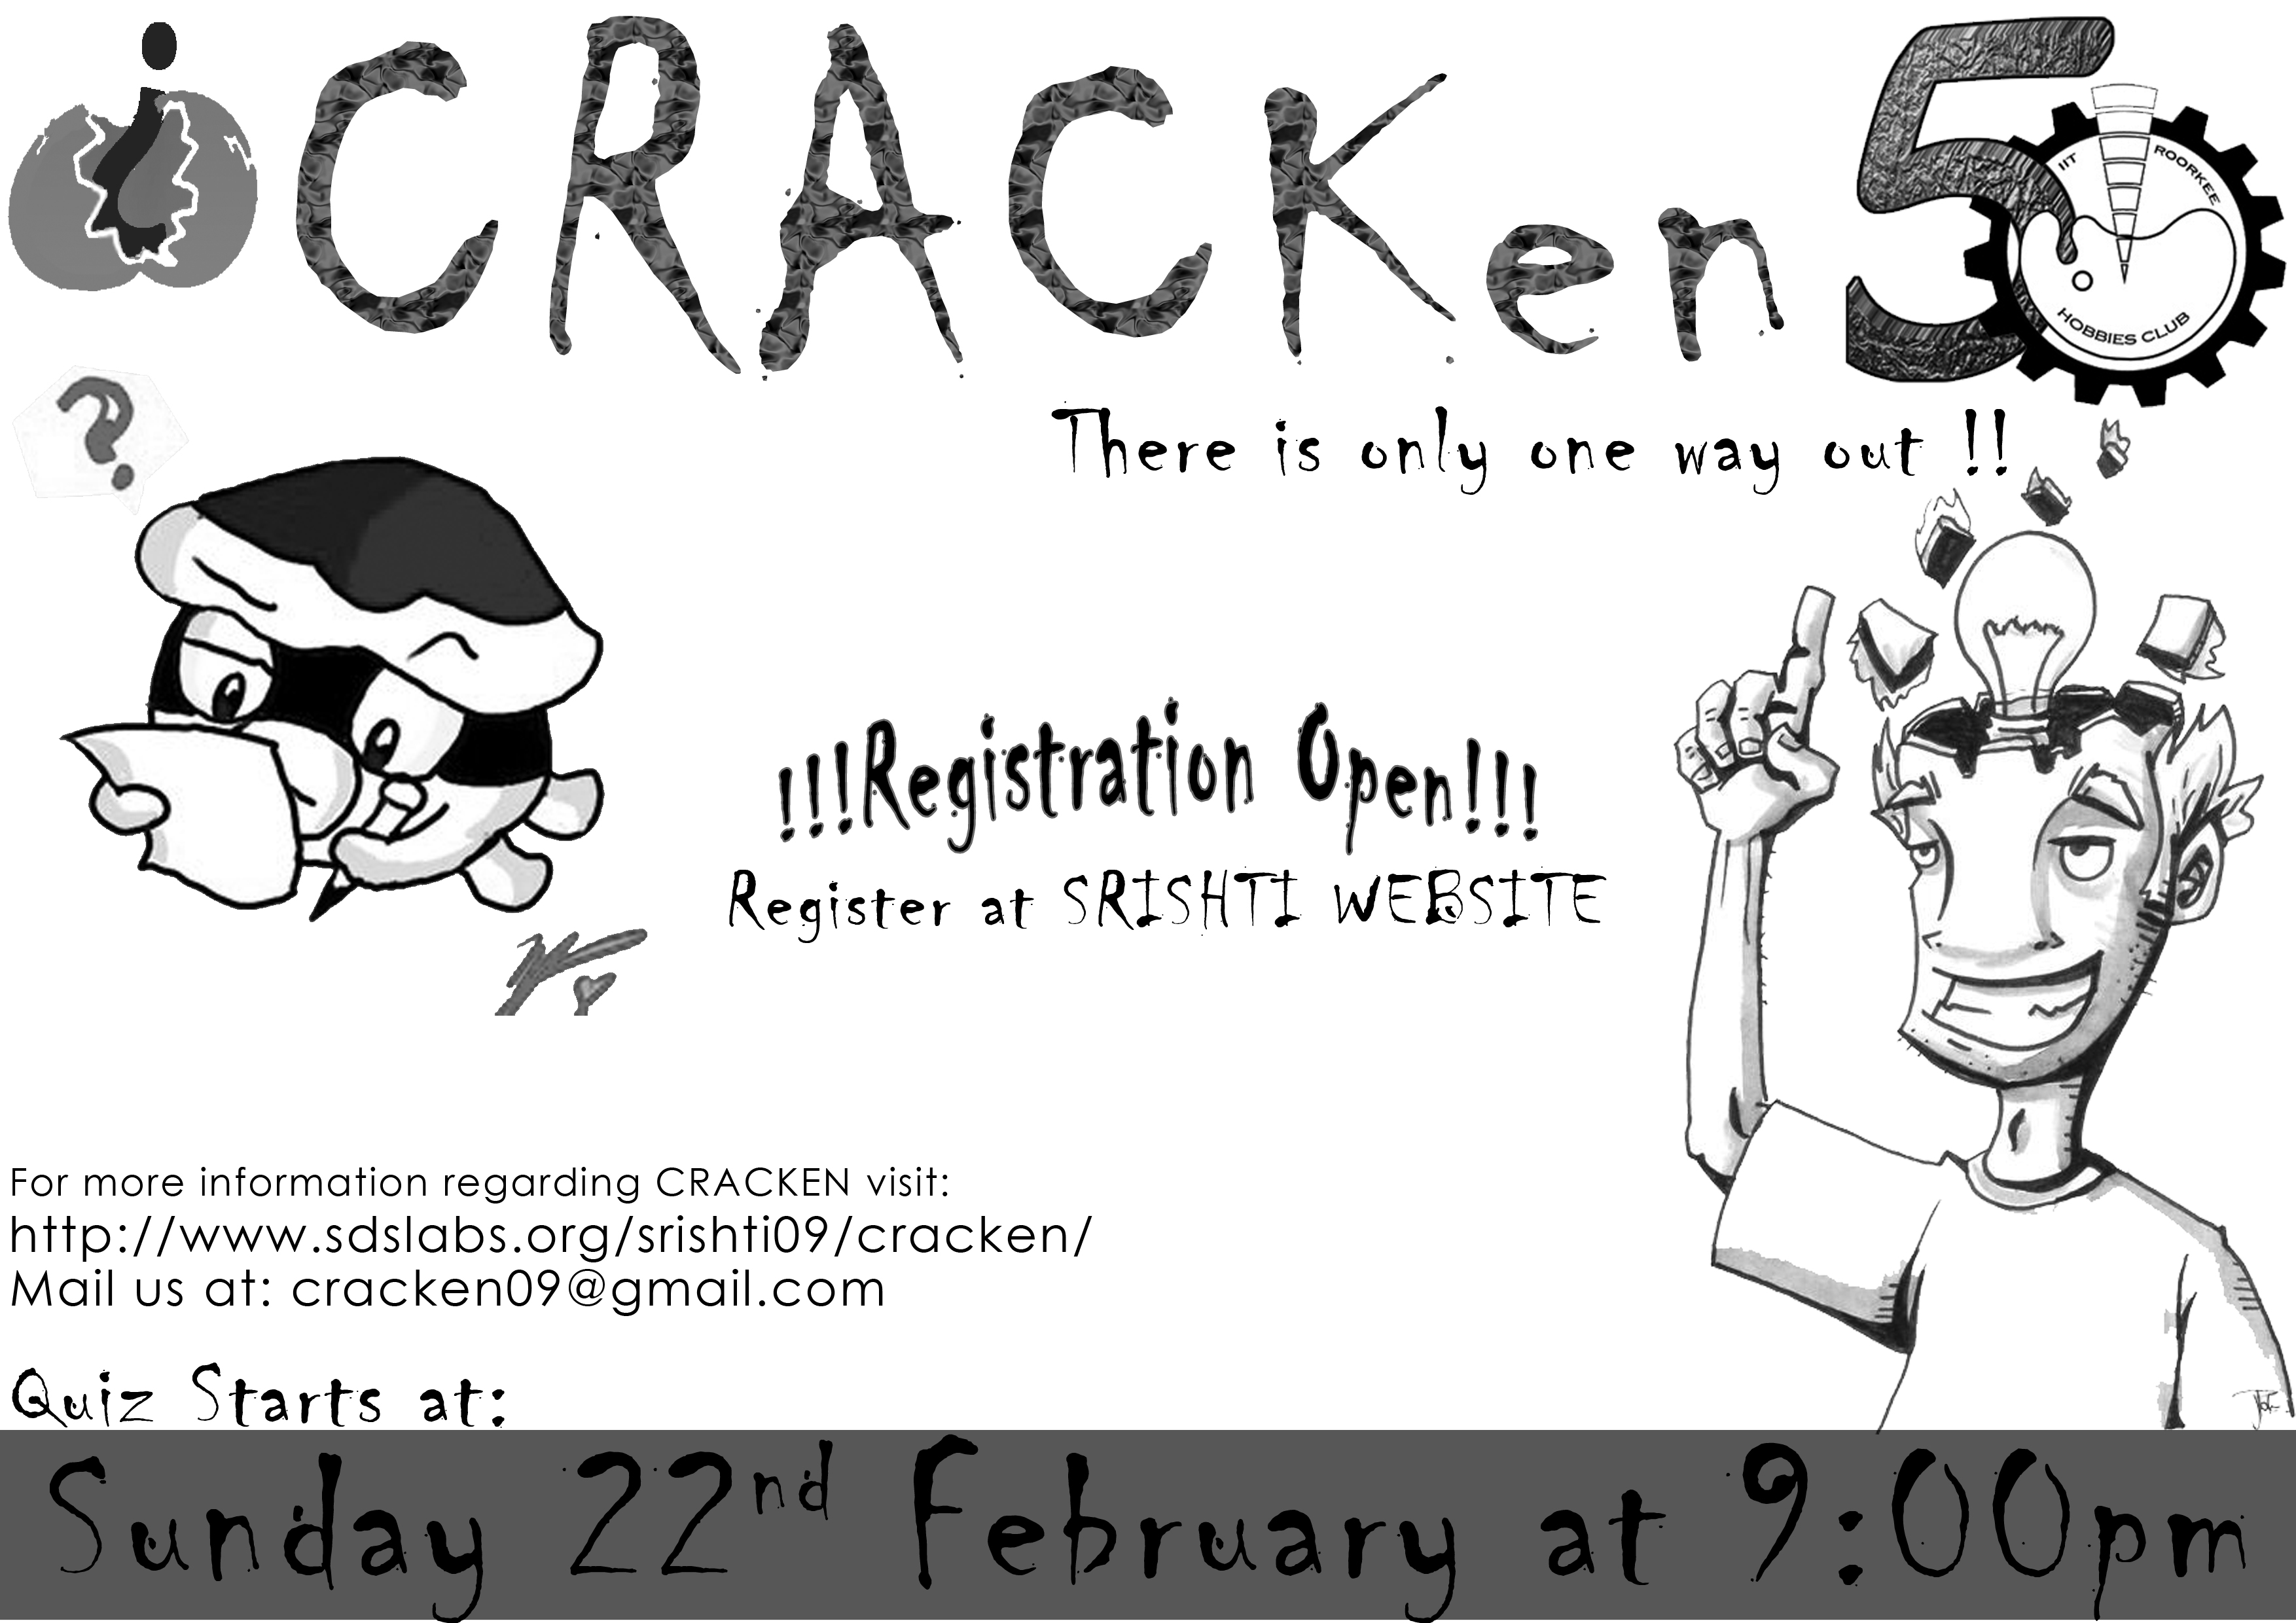 CRACKen 50
IIT ROORKEE
HOBBIES CLUB
There is only one way out !!
?
!!!Registration Open!!!
Register at SRISHTI WEBSITE
For more information regarding CRACKEN visit:
http://www.sdslabs.org/srishti09/cracken/
Mail us at: cracken09@gmail.com
Quiz Starts at:
Sunday 22nd February at 9:00pm